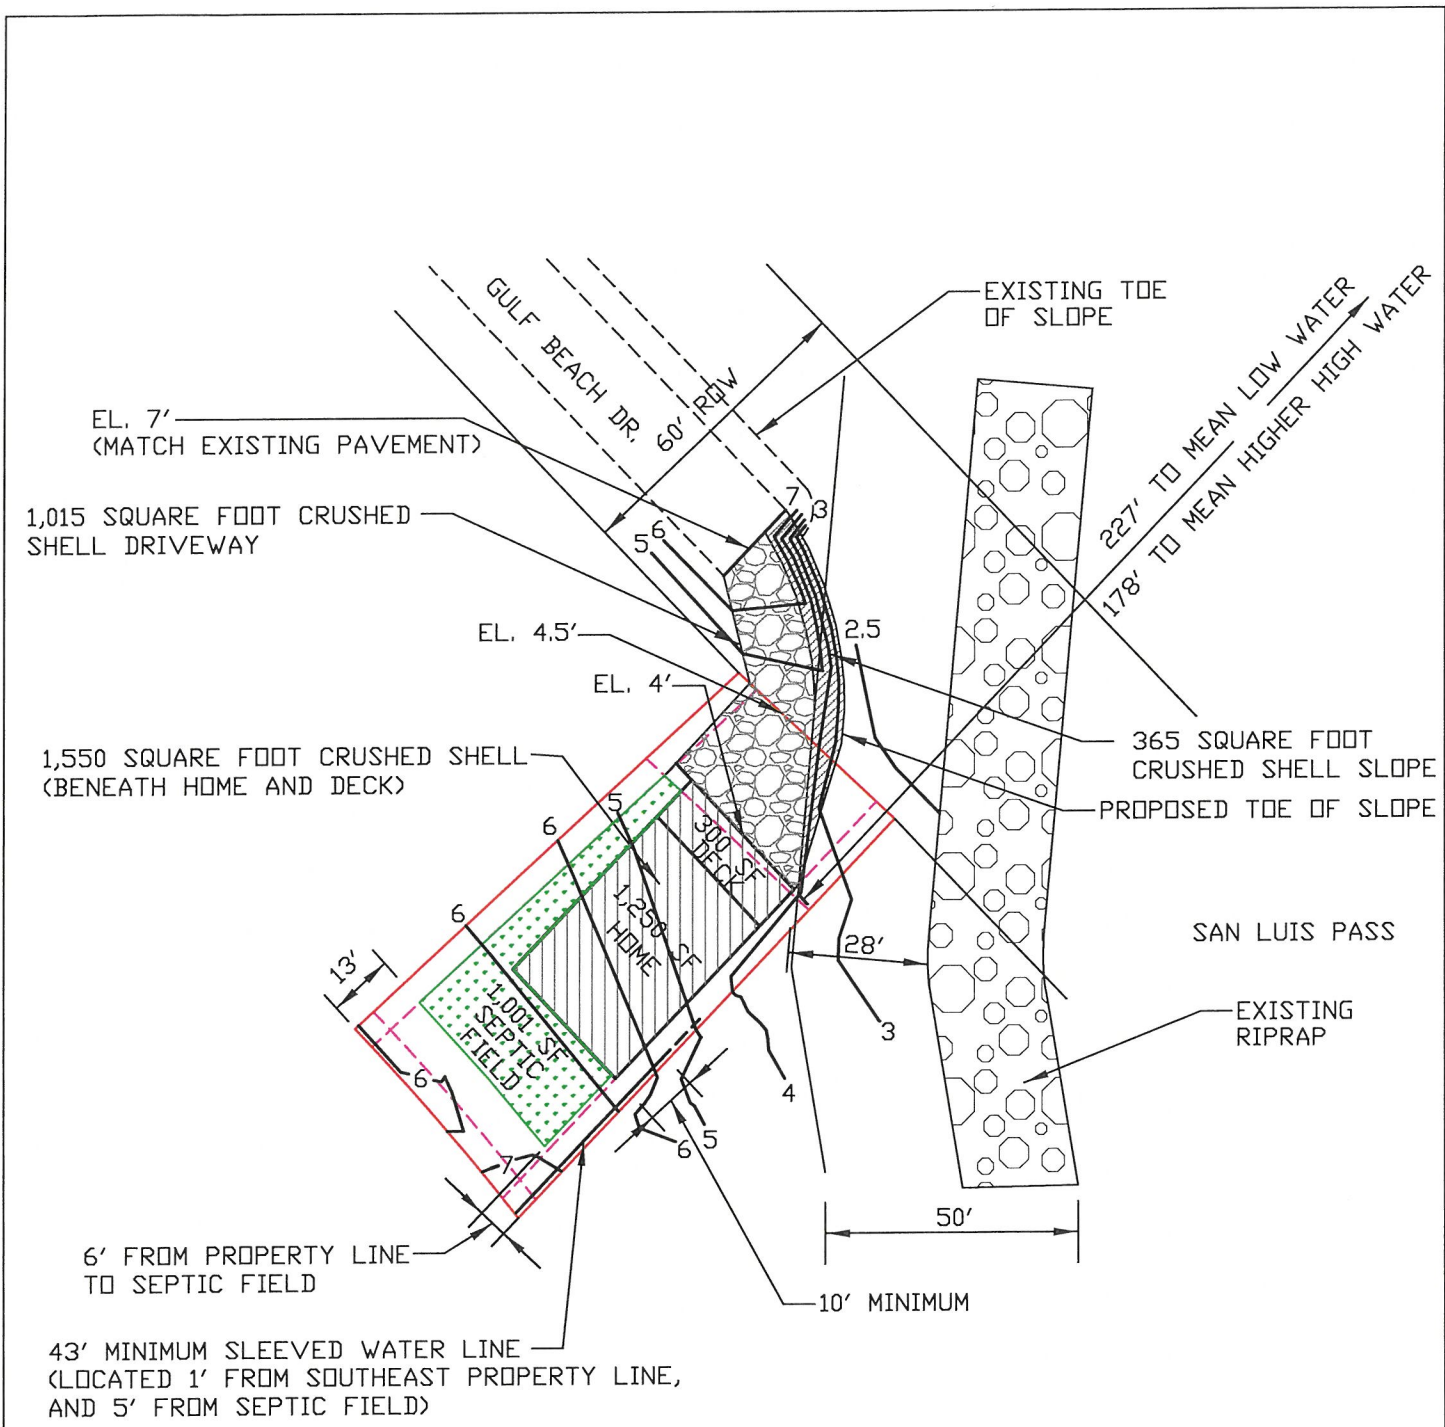 EXISTING TOE
OF SLOPE
GULF BEACH DR.
60' ROW
227' TO MEAN LOW WATER
178' TO MEAN HIGHER HIGH WATER
EL. 7'
(MATCH EXISTING PAVEMENT)
1,015 SQUARE FOOT CRUSHED
SHELL DRIVEWAY
7
3
6
5
EL. 4.5'
2.5
EL. 4'
365 SQUARE FOOT
CRUSHED SHELL SLOPE
1,550 SQUARE FOOT CRUSHED SHELL
(BENEATH HOME AND DECK)
PROPOSED TOE OF SLOPE
5
6
300 SF
DECK
6
1,250 SF
HOME
28'
SAN LUIS PASS
13'
1,001 SF
SEPTIC
FIELD
3
EXISTING
RIPRAP
6
4
5
6
7
50'
6' FROM PROPERTY LINE
TO SEPTIC FIELD
10' MINIMUM
43' MINIMUM SLEEVED WATER LINE
(LOCATED 1' FROM SOUTHEAST PROPERTY LINE,
AND 5' FROM SEPTIC FIELD)